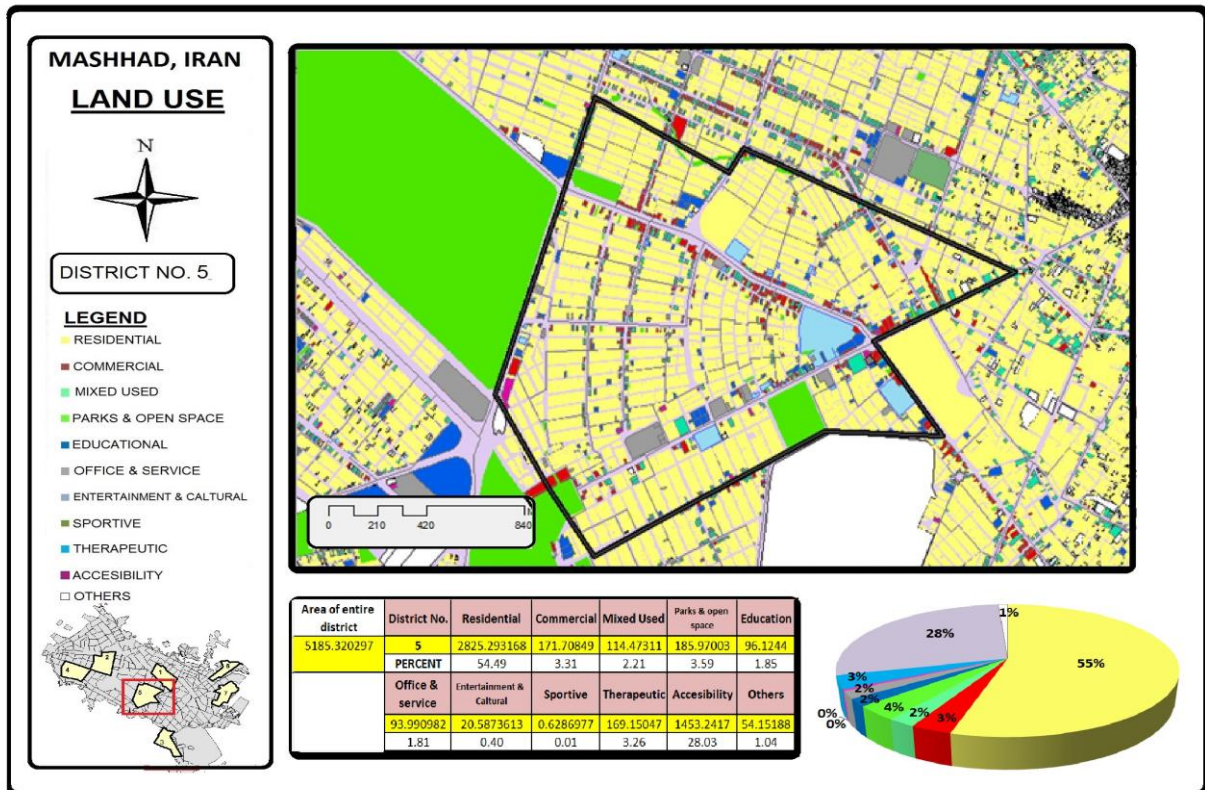 MASHHAD, IRAN
LAND USE
N
DISTRICT NO. 5
LEGEND
RESIDENTIAL
COMMERCIAL
MIXED USED
PARKS & OPEN SPACE
EDUCATIONAL
OFFICE & SERVICE
ENTERTAINMENT & CALTURAL
SPORTIVE
THERAPEUTIC
ACCESIBILITY
OTHERS
4 2 1
0 210 420 840
Area of entire district District No. Residential Commercial Mixed Used Parks & open space Education
5185.320297 5 2825.293168 171.70849 114.47311 185.97003 96.1244
PERCENT 54.49 3.31 2.21 3.59 1.85
Office & service Entertainment & Caltural Sportive Therapeutic Accesibility Others
93.990982 20.5873613 0.6286977 169.15047 1453.2417 54.15188
1.81 0.40 0.01 3.26 28.03 1.04
1%
28%
55%
3%
2%
2%
0%
0%
4%
2%
3%